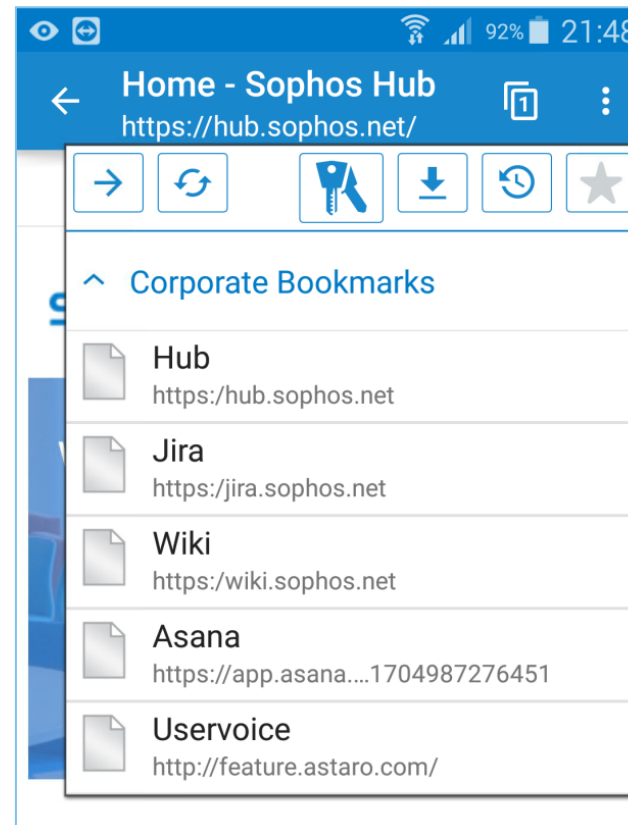 92% 21:48
Home - Sophos Hub
https://hub.sophos.net/
1
Corporate Bookmarks
Hub
https:/hub.sophos.net
Jira
https:/jira.sophos.net
Wiki
https:/wiki.sophos.net
Asana
https://app.asana....1704987276451
Uservoice
http://feature.astaro.com/